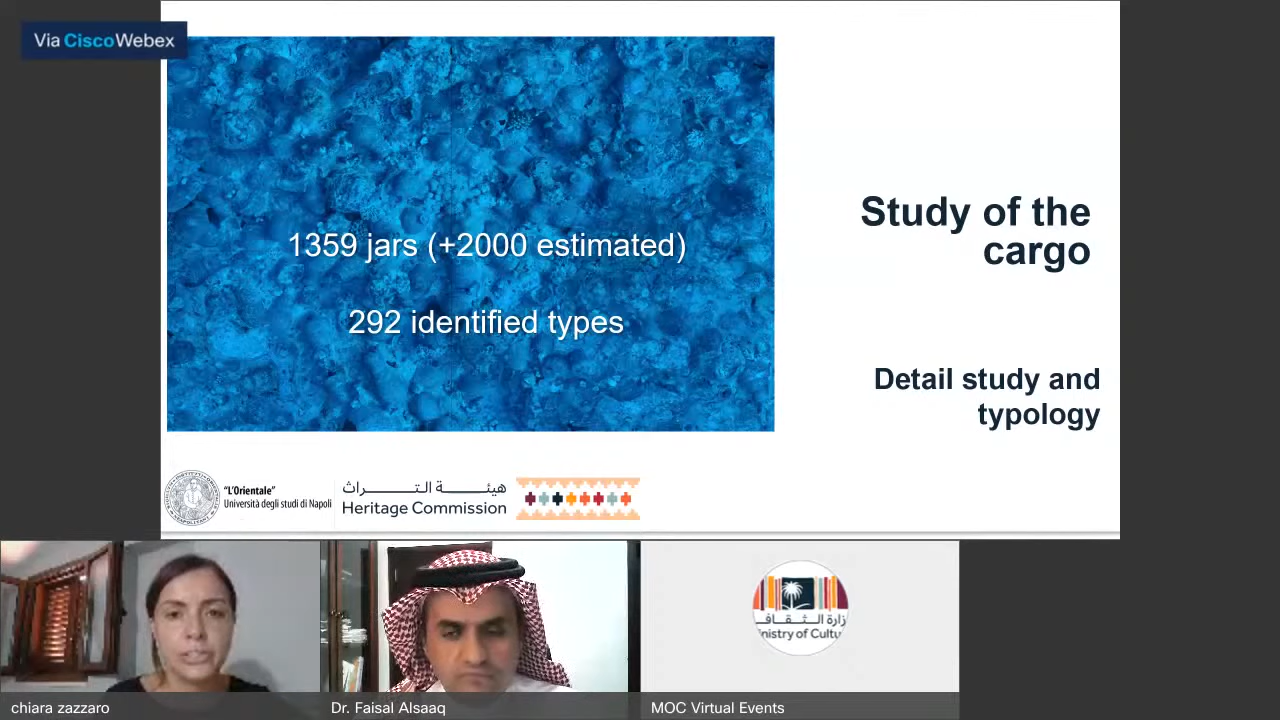 Via CiscoWebex
1359 jars (+2000 estimated)
292 identified types
Study of the
cargo
Detail study and
typology
"L'Orientale"
Università degli studi di Napoli
هيئة التراث
Heritage Commission
chiara zazzaro
Dr. Faisal Alsaaq
MOC Virtual Events